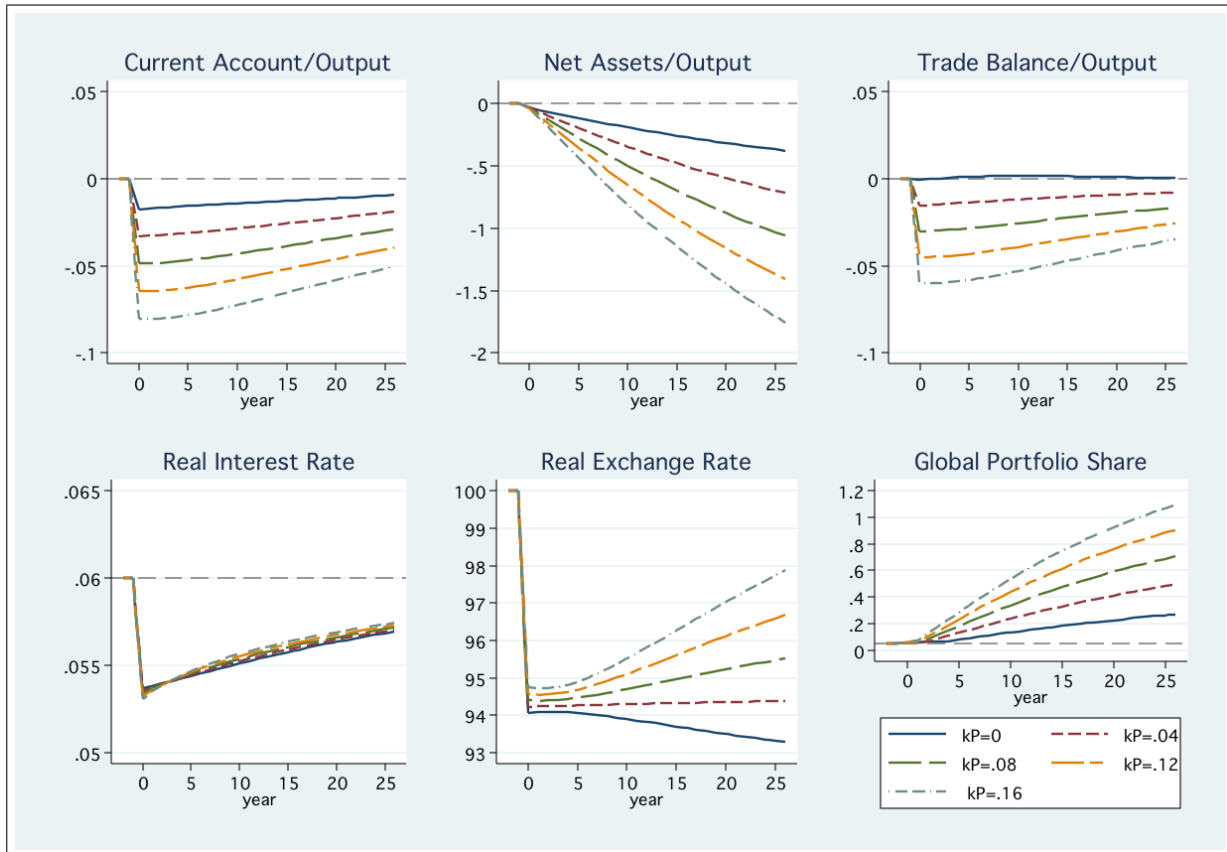 Current Account/Output
.05
0
-.05
-.1
0 5 10 15 20 25
year
Net Assets/Output
0
-.5
-1
-1.5
-2
0 5 10 15 20 25
year
Trade Balance/Output
.05
0
-.05
-.1
0 5 10 15 20 25
year
Real Interest Rate
.065
.06
.055
.05
0 5 10 15 20 25
year
Real Exchange Rate
100
99
98
97
96
95
94
93
0 5 10 15 20 25
year
Global Portfolio Share
1.2
1
.8
.6
.4
.2
0
0 5 10 15 20 25
kP=0 kP=.04
kP=.08 kP=.12
kP=.16